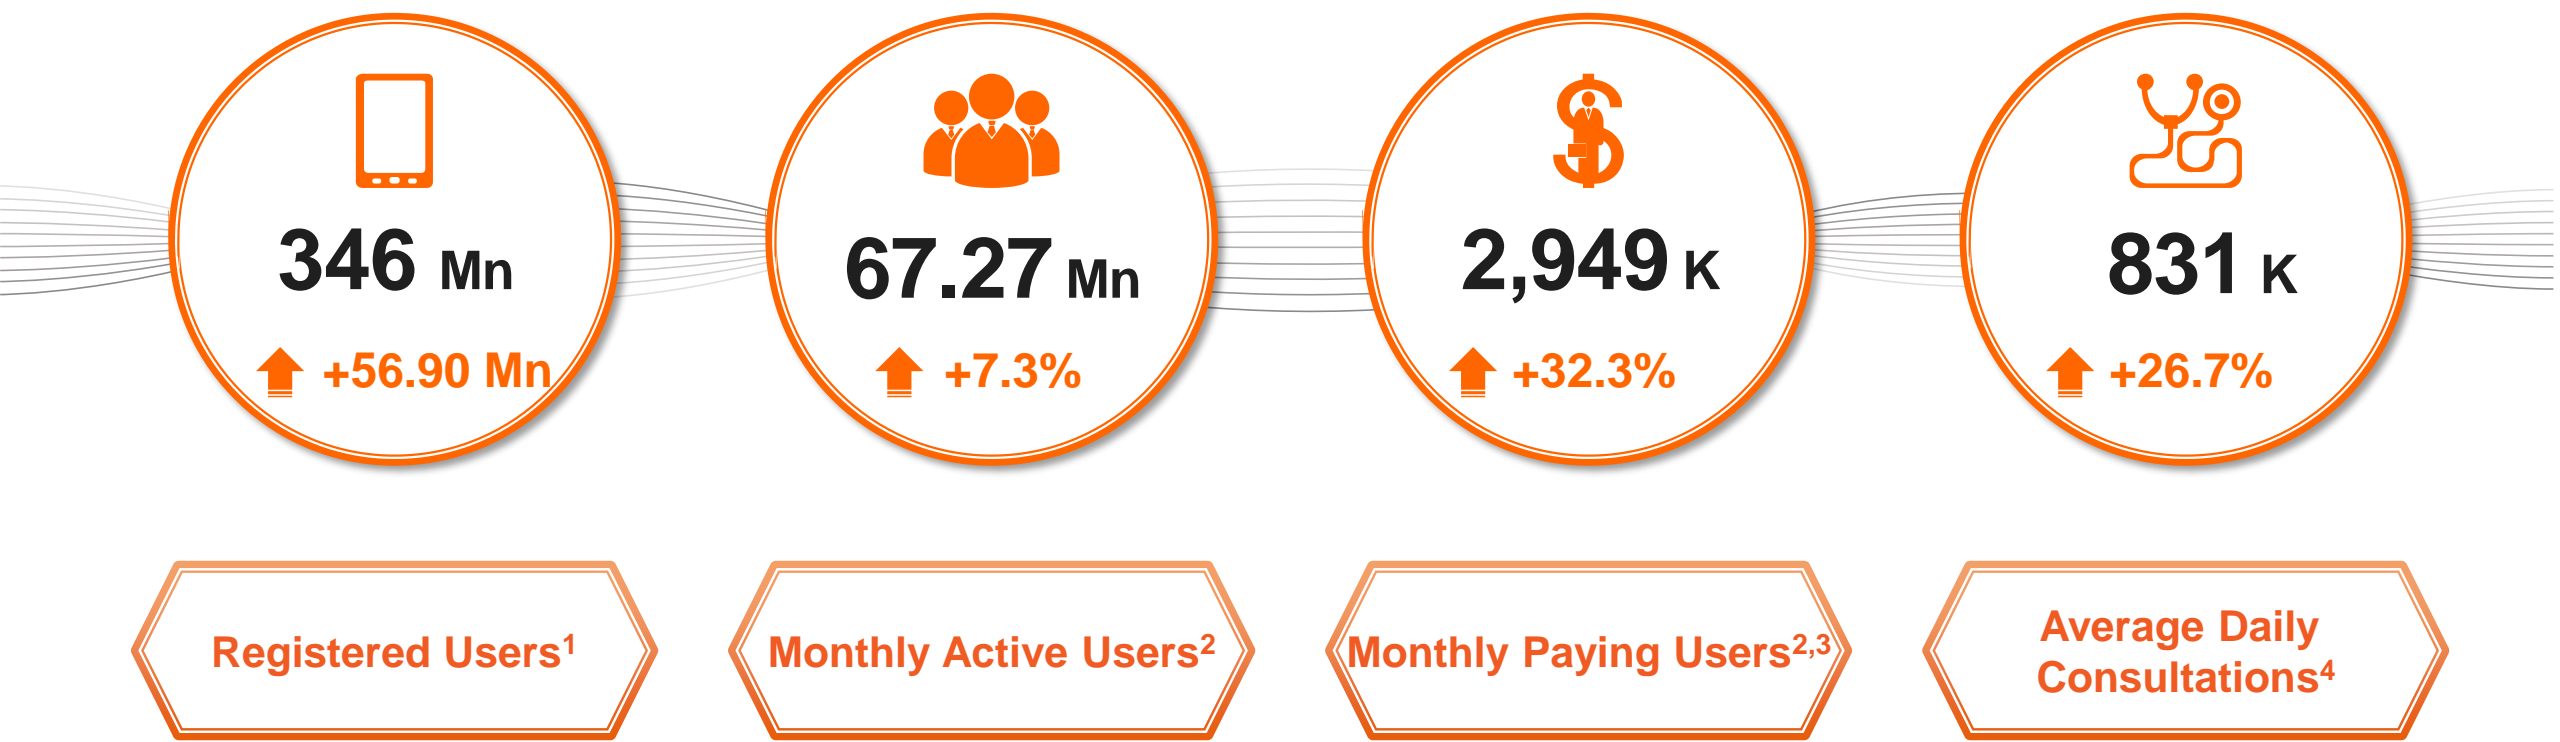 346 Mn
+56.90 Mn
Registered Users1
67.27 Mn
+7.3%
Monthly Active Users2
2,949 K
+32.3%
Monthly Paying Users2,3
831 K
+26.7%
Average Daily
Consultations4